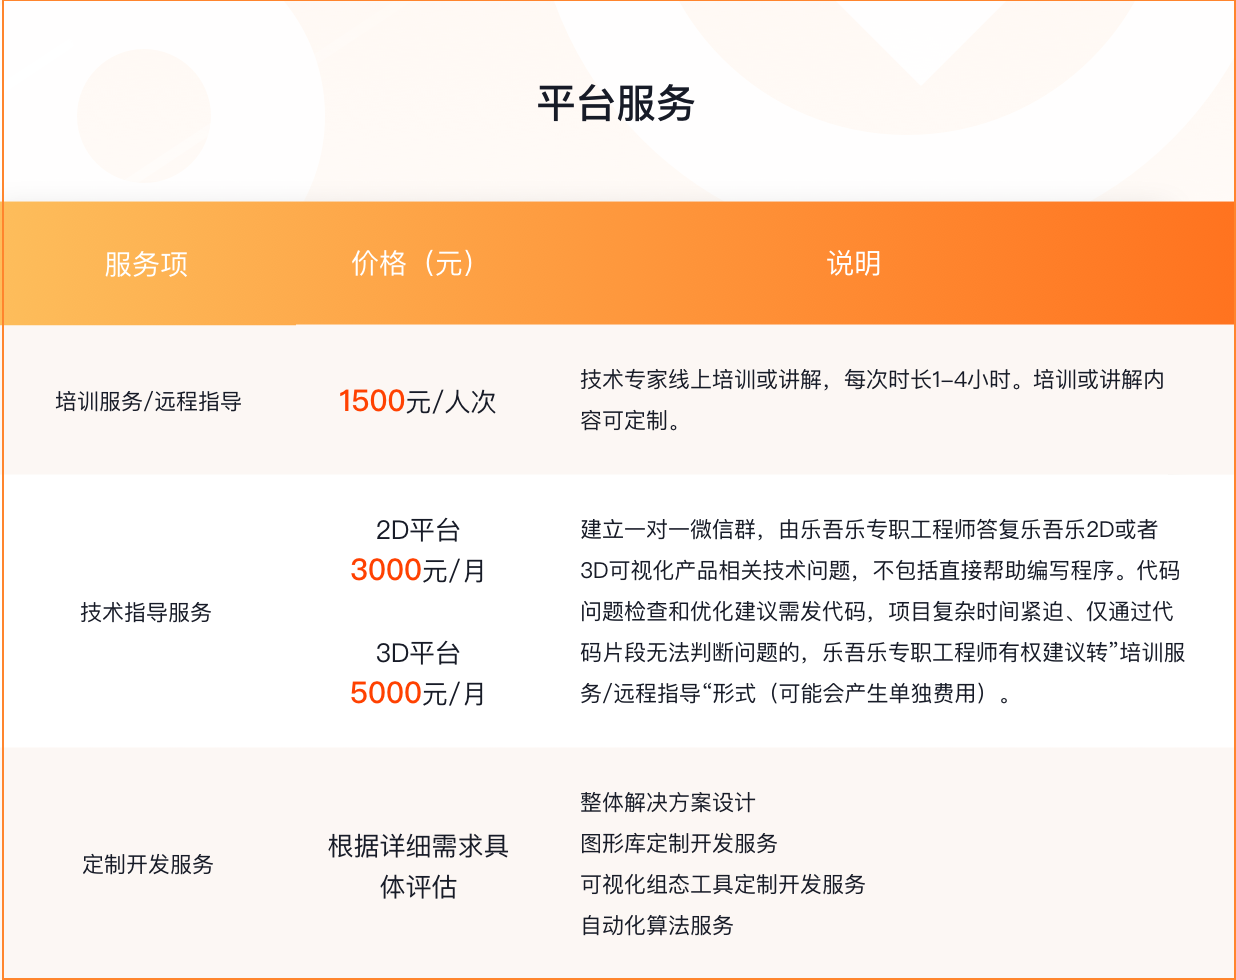 平台服务
服务项
价格（元）
说明
培训服务/远程指导
1500元/人次
技术专家线上培训或讲解，每次时长1-4小时。培训或讲解内
容可定制。
技术指导服务
2D平台
3000元/月
3D平台
5000元/月
建立一对一微信群，由乐吾乐专职工程师答复乐吾乐2D或者
3D可视化产品相关技术问题，不包括直接帮助编写程序。代码
问题检查和优化建议需发代码，项目复杂时间紧迫、仅通过代
码片段无法判断问题的，乐吾乐专职工程师有权建议转”培训服
务/远程指导“形式（可能会产生单独费用）。
定制开发服务
根据详细需求具
体评估
整体解决方案设计
图形库定制开发服务
可视化组态工具定制开发服务
自动化算法服务